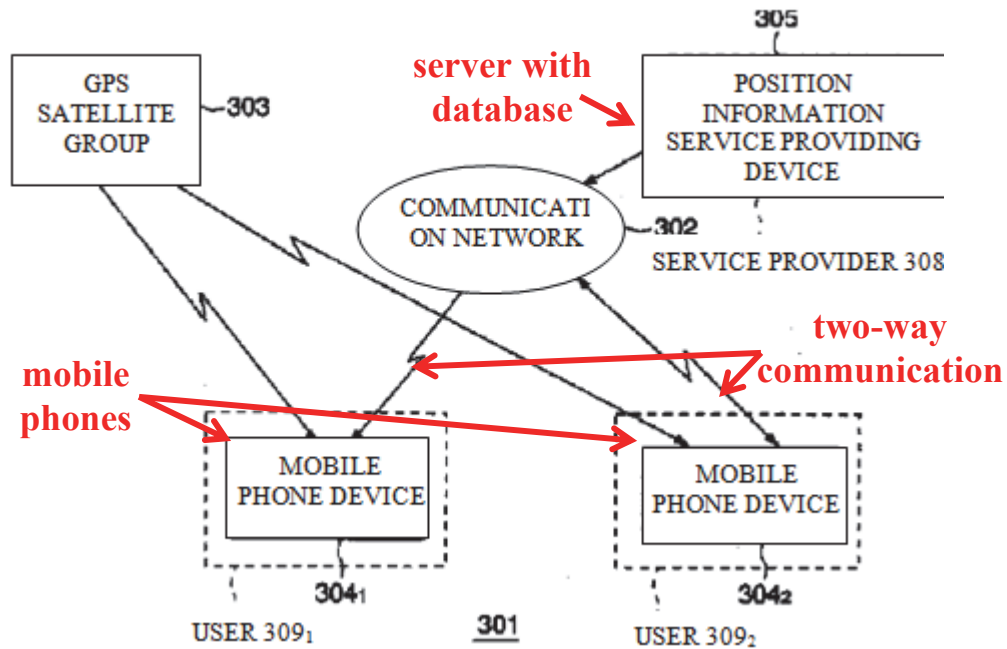 305
GPS
SATELLITE
GROUP
303
server with
database
POSITION
INFORMATION
SERVICE PROVIDING
DEVICE
COMMUNICATI
ON NETWORK
302
SERVICE PROVIDER 308
two-way
communication
mobile
phones
MOBILE
PHONE DEVICE
MOBILE
PHONE DEVICE
304₁
304₂
USER 309₁
301
USER 309₂